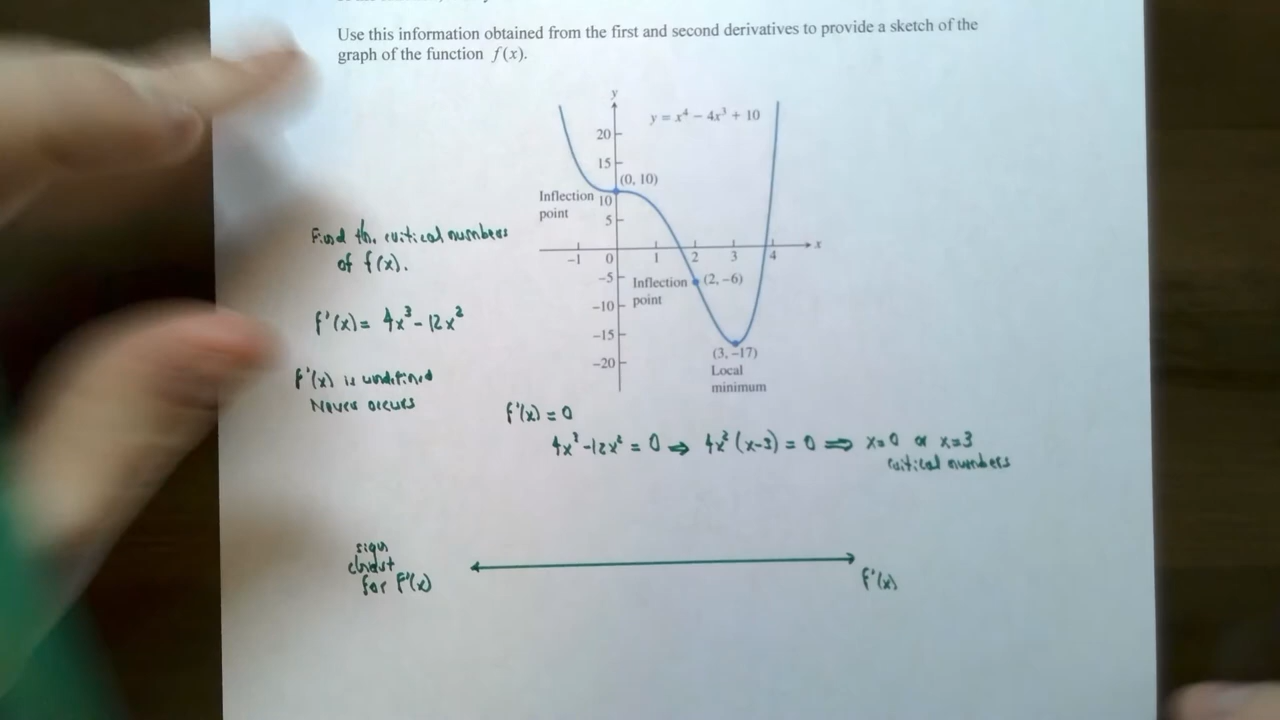 Use this information obtained from the first and second derivatives to provide a sketch of the
graph of the function f(x).
y
y = x⁴ − 4x³ + 10
20
15
(0, 10)
Inflection
point
10
5
x
−1 0 1 2 3 4
−5
Inflection
point
(2, −6)
−10
−15
−20
(3, −17)
Local
minimum
Find the critical numbers
of f(x).
f'(x) = 4x³ − 12x²
f'(x) is undefined
Never occurs
f'(x) = 0
4x³ − 12x² = 0 ⇒ 4x² (x−3) = 0 ⇒ x=0 or x=3
critical numbers
sign
chart
for f'(x)
f'(x)